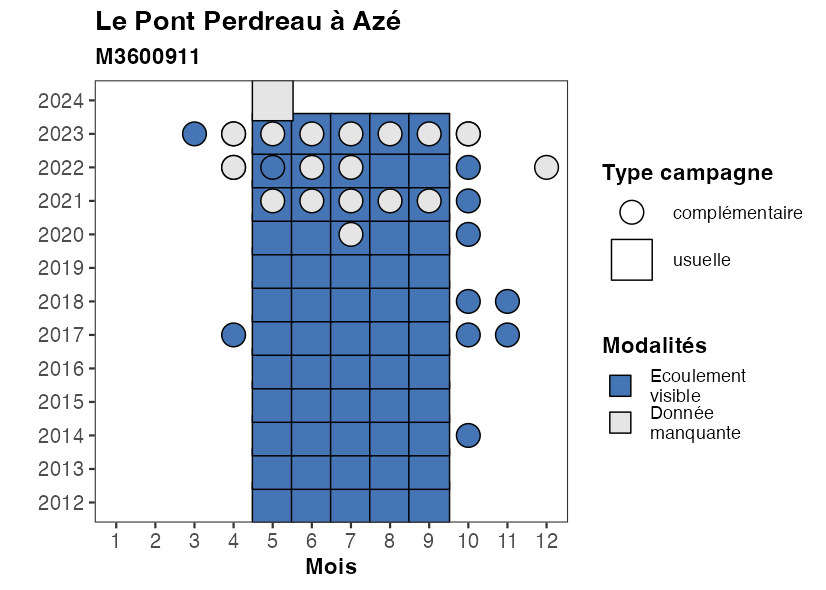 Le Pont Perdreau à Azé
M3600911
2024
2023
2022
2021
2020
2019
2018
2017
2016
2015
2014
2013
2012
1 2 3 4 5 6 7 8 9 10 11 12
Mois
Type campagne
complémentaire
usuelle
Modalités
Ecoulement
visible
Donnée
manquante